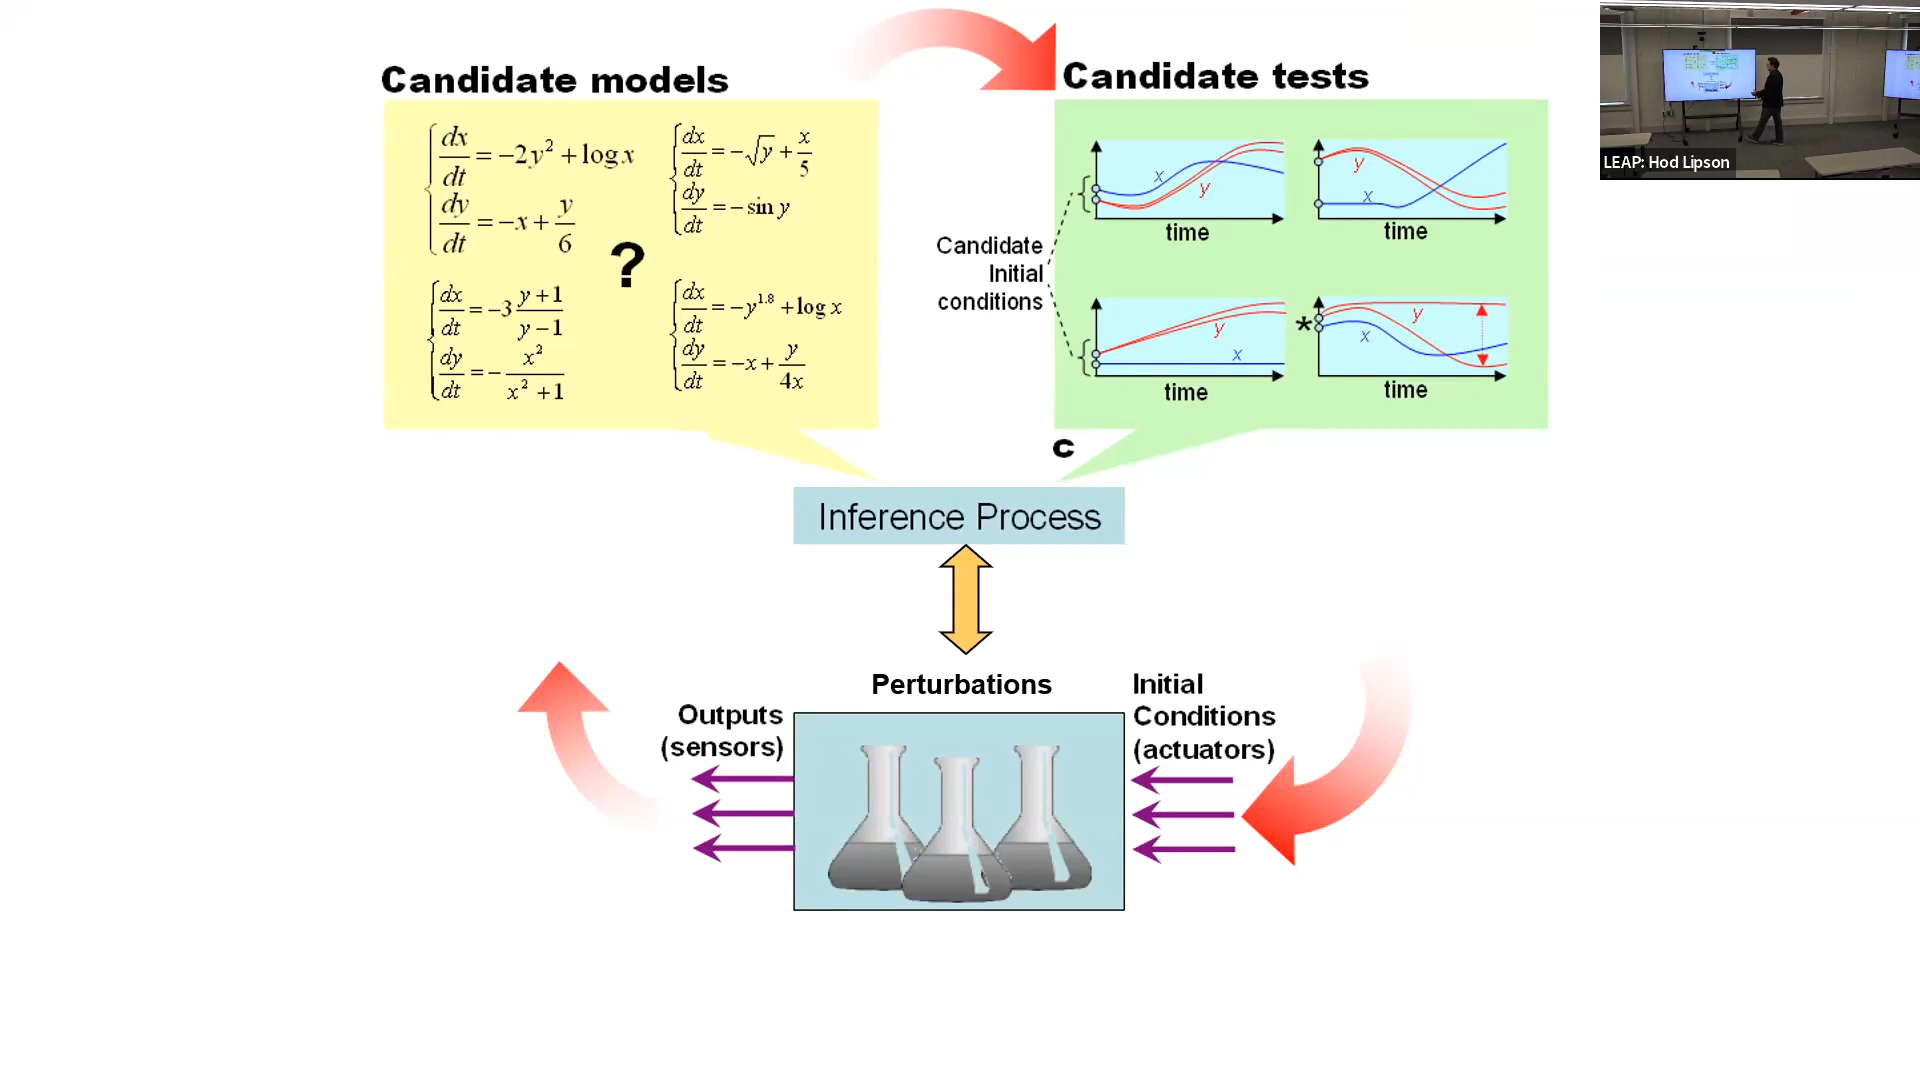 Candidate models
dx/dt = −2y² + log x
dy/dt = −x + y/6
dx/dt = −√y + x/5
dy/dt = − sin y
?
dx/dt = −3 (y+1)/(y−1)
dy/dt = − x²/(x²+1)
dx/dt = −y^1.8 + log x
dy/dt = −x + y/4x
Candidate tests
x
y
time
y
x
time
Candidate
Initial
conditions
y
x
time
*
y
x
time
c
Inference Process
Perturbations
Outputs
(sensors)
Initial
Conditions
(actuators)
LEAP: Hod Lipson